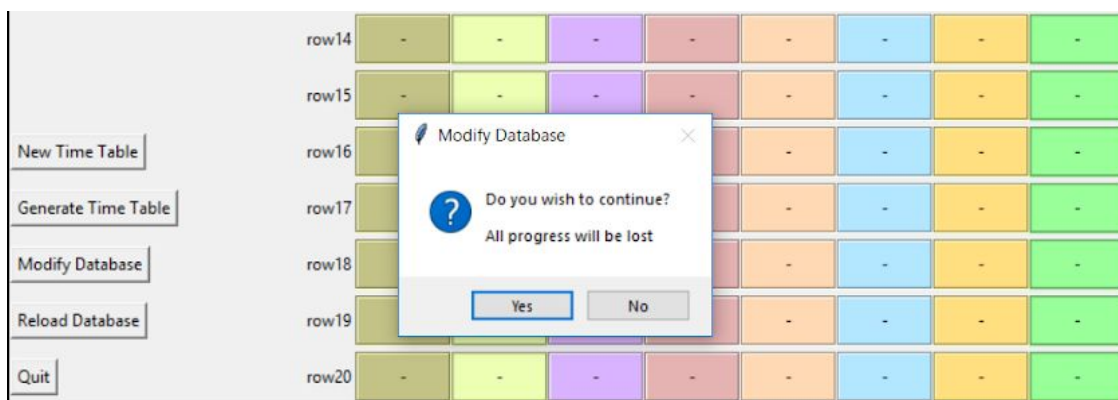 row14 - - - - - - - -
row15 - - - - - - - -
Modify Database
New Time Table row16 - - - -
Do you wish to continue?
Generate Time Table row17 - - - -
All progress will be lost
Modify Database row18 - - - -
Yes No
Reload Database row19 - - - -
Quit row20 - - - - - - - -